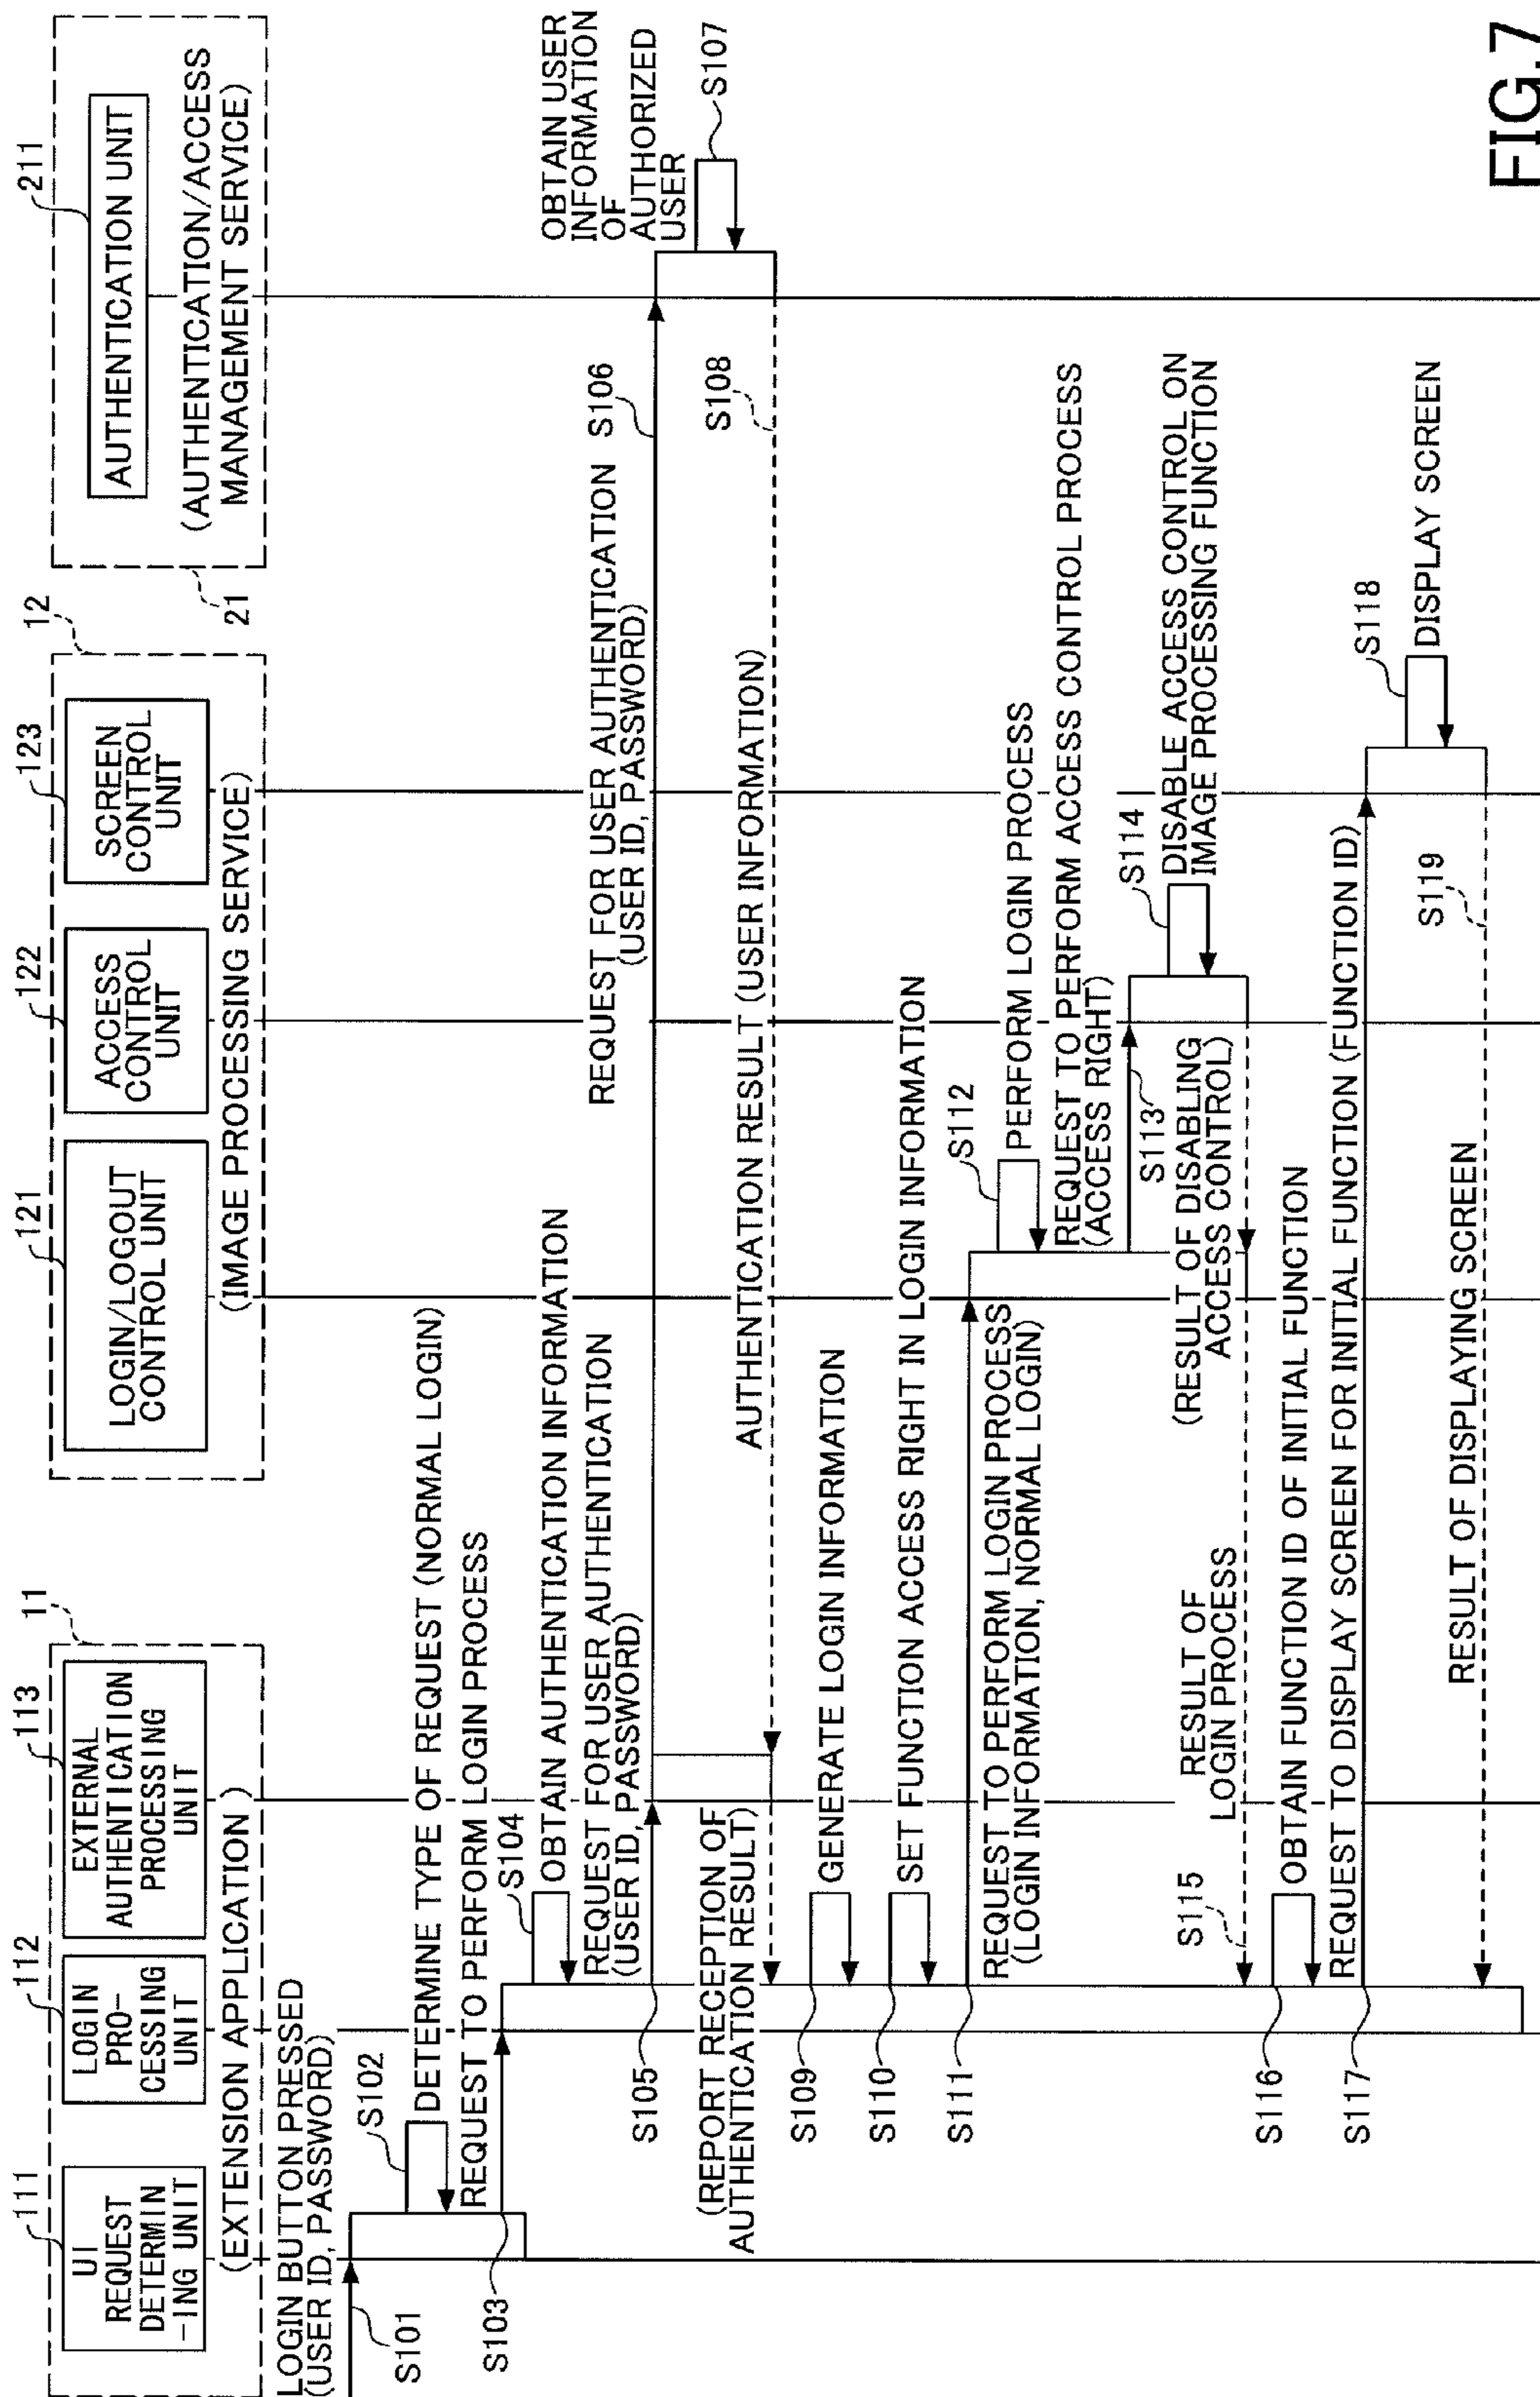 111
UI
REQUEST
DETERMIN
-ING UNIT
112
LOGIN
PRO-
CESSING
UNIT
113
EXTERNAL
AUTHENTICATION
PROCESSING
UNIT
11
(EXTENSION APPLICATION )
121
LOGIN/LOGOUT
CONTROL UNIT
122
ACCESS
CONTROL
UNIT
123
SCREEN
CONTROL
UNIT
12
(IMAGE PROCESSING SERVICE)
211
AUTHENTICATION UNIT
(AUTHENTICATION/ACCESS
MANAGEMENT SERVICE)
21
LOGIN BUTTON PRESSED
(USER ID, PASSWORD)
S101
S102
DETERMINE TYPE OF REQUEST (NORMAL LOGIN)
REQUEST TO PERFORM LOGIN PROCESS
S103
S104
OBTAIN AUTHENTICATION INFORMATION
REQUEST FOR USER AUTHENTICATION
(USER ID, PASSWORD)
S105
REQUEST FOR USER AUTHENTICATION
(USER ID, PASSWORD)
S106
OBTAIN USER
INFORMATION
OF
AUTHORIZED
USER
S107
S108
AUTHENTICATION RESULT (USER INFORMATION)
(REPORT RECEPTION OF
AUTHENTICATION RESULT)
S109
GENERATE LOGIN INFORMATION
S110
SET FUNCTION ACCESS RIGHT IN LOGIN INFORMATION
S111
REQUEST TO PERFORM LOGIN PROCESS
(LOGIN INFORMATION, NORMAL LOGIN)
S112
PERFORM LOGIN PROCESS
REQUEST TO PERFORM ACCESS CONTROL PROCESS
(ACCESS RIGHT)
S113
S114
DISABLE ACCESS CONTROL ON
IMAGE PROCESSING FUNCTION
(RESULT OF DISABLING
ACCESS CONTROL)
RESULT OF
LOGIN PROCESS
S115
S116
OBTAIN FUNCTION ID OF INITIAL FUNCTION
S117
REQUEST TO DISPLAY SCREEN FOR INITIAL FUNCTION (FUNCTION ID)
S118
DISPLAY SCREEN
S119
RESULT OF DISPLAYING SCREEN
FIG.7